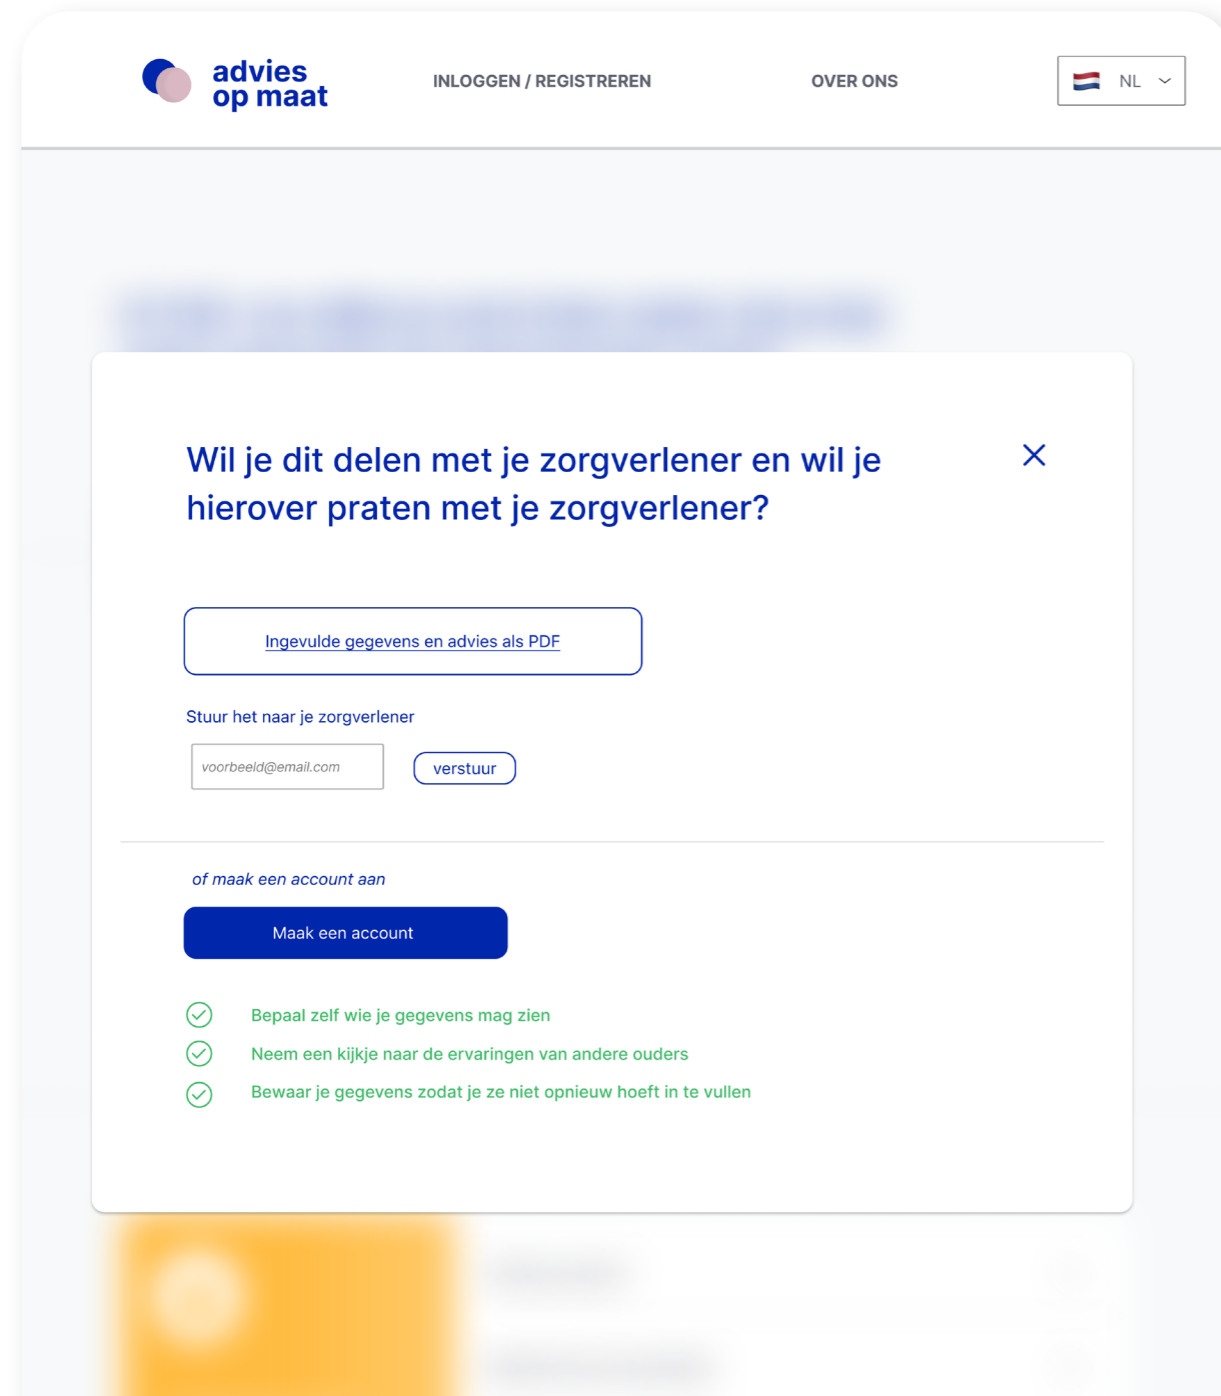 advies
op maat
INLOGGEN / REGISTREREN
OVER ONS
NL
Wil je dit delen met je zorgverlener en wil je
hierover praten met je zorgverlener?
Ingevulde gegevens en advies als PDF
Stuur het naar je zorgverlener
voorbeeld@email.com
verstuur
of maak een account aan
Maak een account
Bepaal zelf wie je gegevens mag zien
Neem een kijkje naar de ervaringen van andere ouders
Bewaar je gegevens zodat je ze niet opnieuw hoeft in te vullen